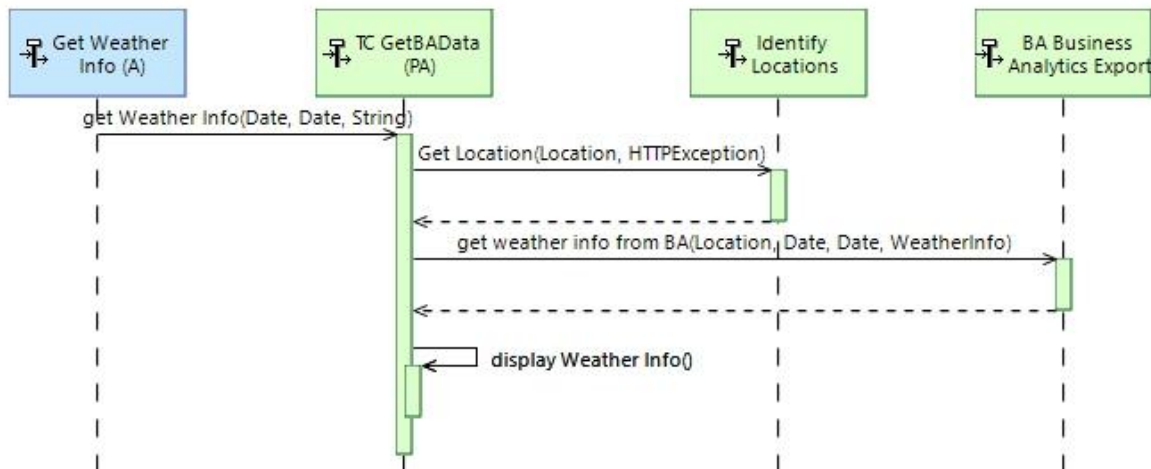 Get Weather
Info (A)
TC GetBAData
(PA)
Identify
Locations
BA Business
Analytics Export
get Weather Info(Date, Date, String)
Get Location(Location, HTTPException)
get weather info from BA(Location, Date, Date, WeatherInfo)
display Weather Info()